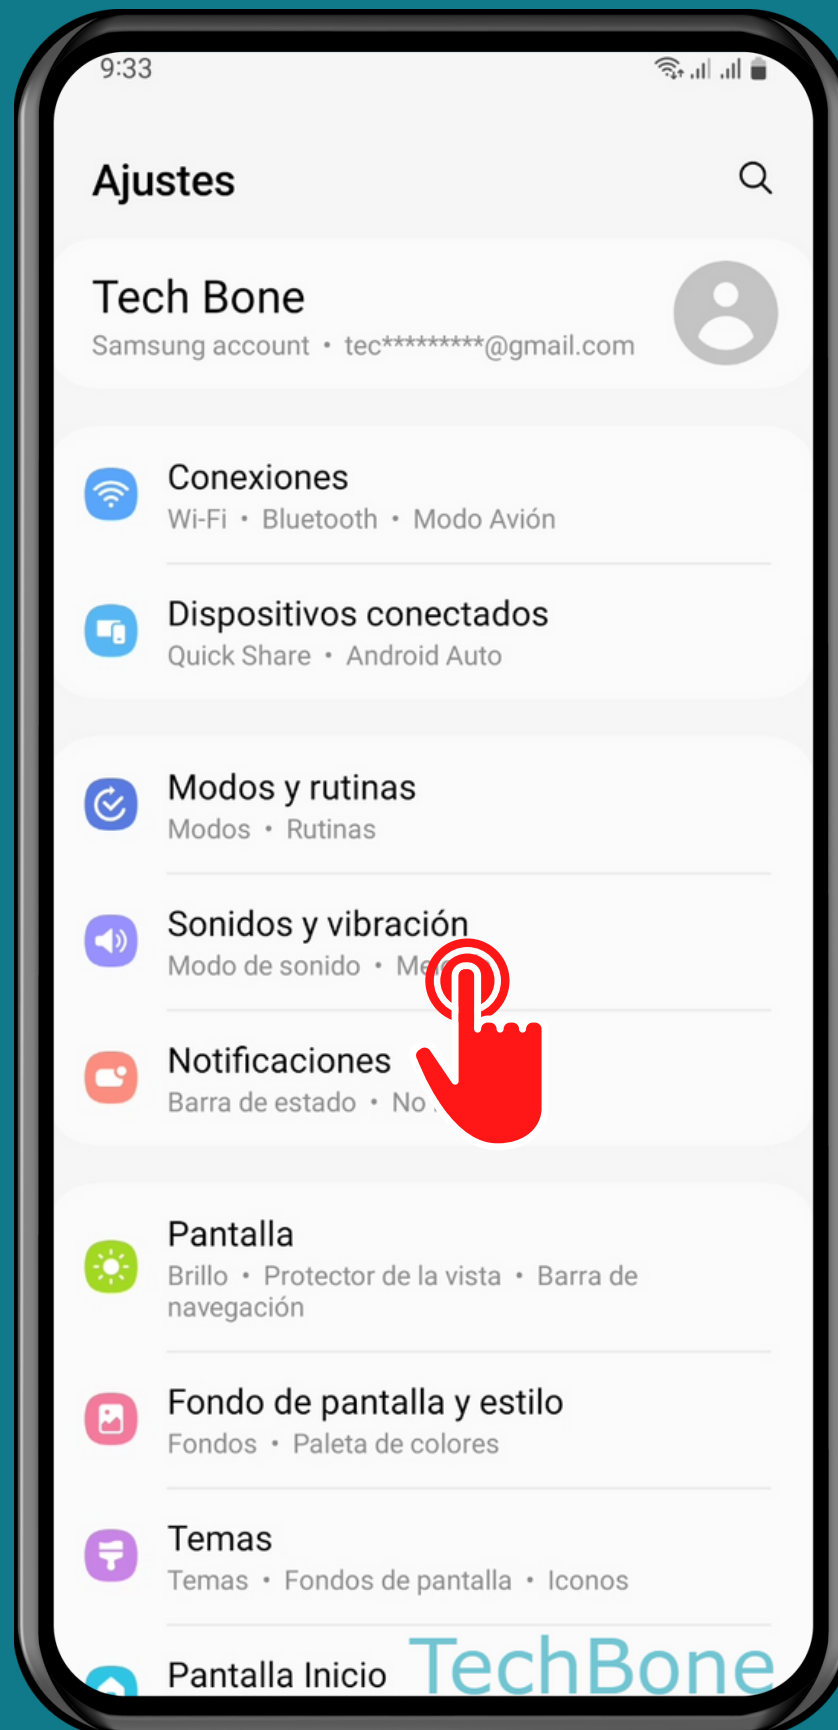 9:33
Ajustes
Tech Bone
Samsung account • tec*********@gmail.com
Conexiones
Wi-Fi • Bluetooth • Modo Avión
Dispositivos conectados
Quick Share • Android Auto
Modos y rutinas
Modos • Rutinas
Sonidos y vibración
Modo de sonido •
Notificaciones
Barra de estado • No
Pantalla
Brillo • Protector de la vista • Barra de
navegación
Fondo de pantalla y estilo
Fondos • Paleta de colores
Temas
Temas • Fondos de pantalla • Iconos
Pantalla Inicio
TechBone